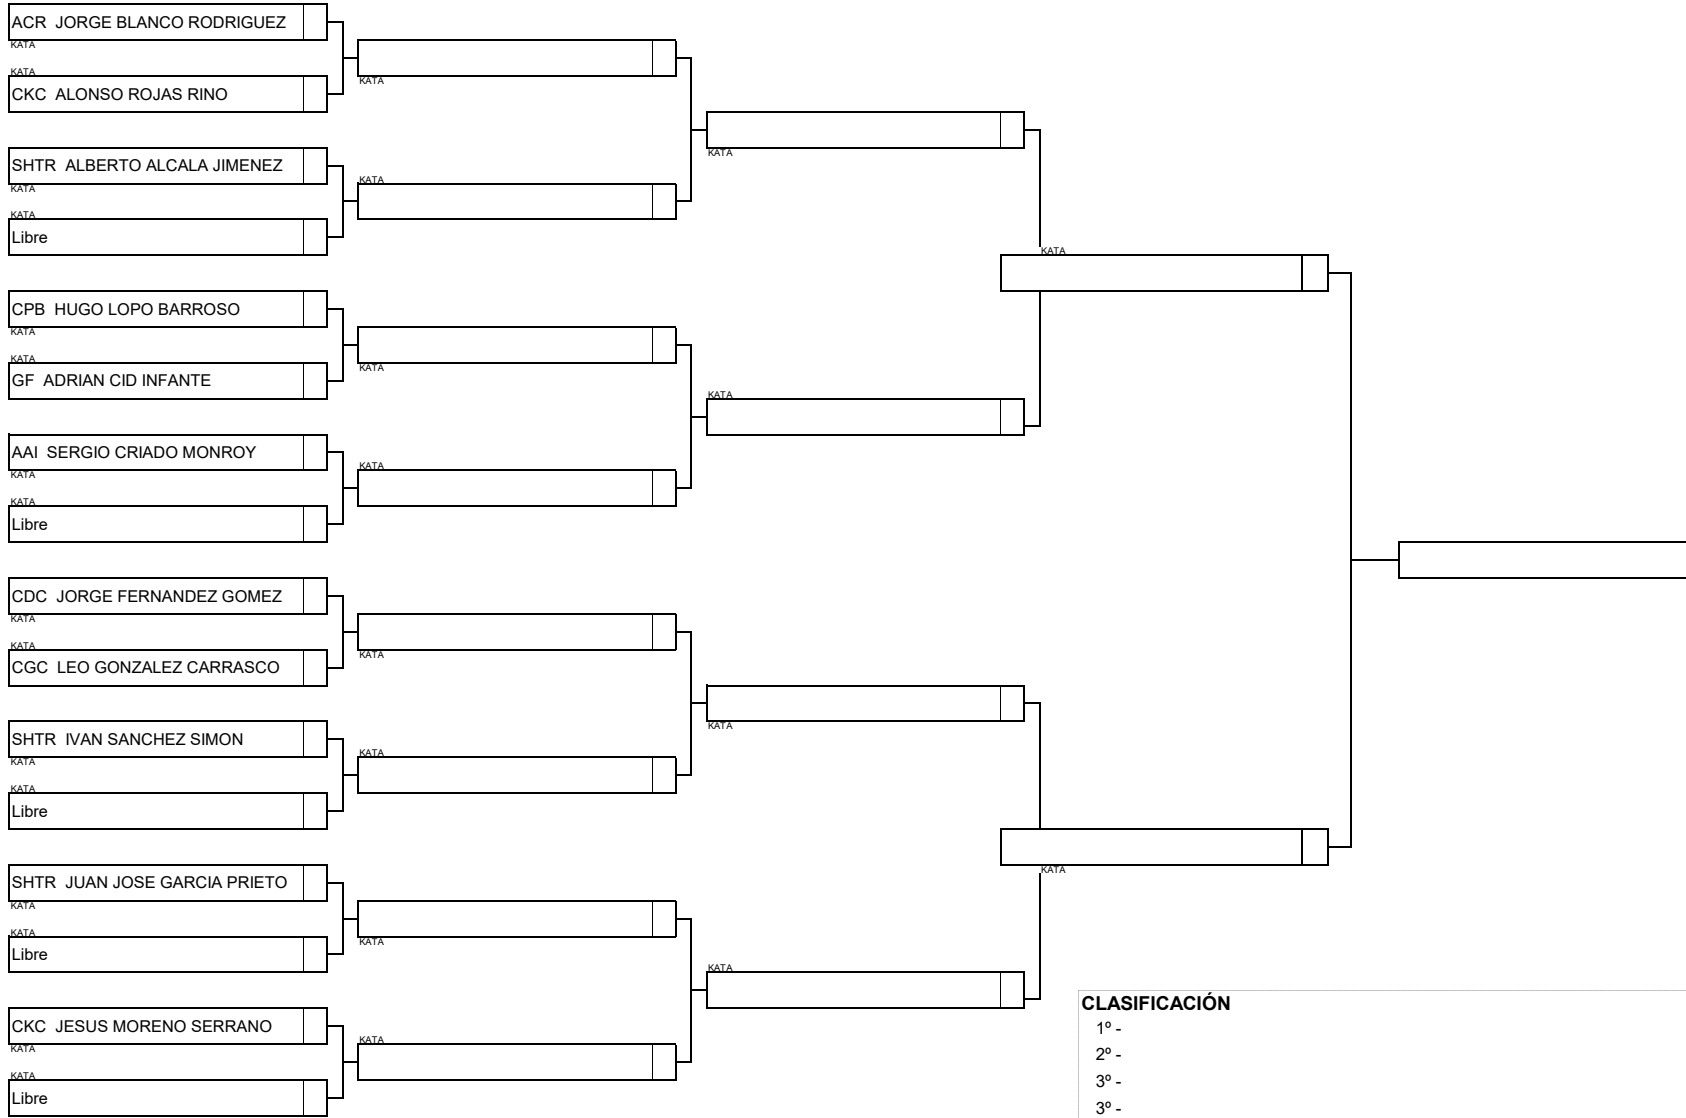 ACR JORGE BLANCO RODRIGUEZ
KATA
KATA
CKC ALONSO ROJAS RINO
KATA
KATA
SHTR ALBERTO ALCALA JIMENEZ
KATA
KATA
KATA
Libre
KATA
CPB HUGO LOPO BARROSO
KATA
KATA
GF ADRIAN CID INFANTE
KATA
KATA
AAI SERGIO CRIADO MONROY
KATA
KATA
KATA
Libre
CDC JORGE FERNANDEZ GOMEZ
KATA
KATA
CGC LEO GONZALEZ CARRASCO
KATA
KATA
SHTR IVAN SANCHEZ SIMON
KATA
KATA
KATA
Libre
KATA
SHTR JUAN JOSE GARCIA PRIETO
KATA
KATA
Libre
KATA
KATA
CKC JESUS MORENO SERRANO
KATA
KATA
KATA
Libre
CLASIFICACIÓN
1º -
2º -
3º -
3º -